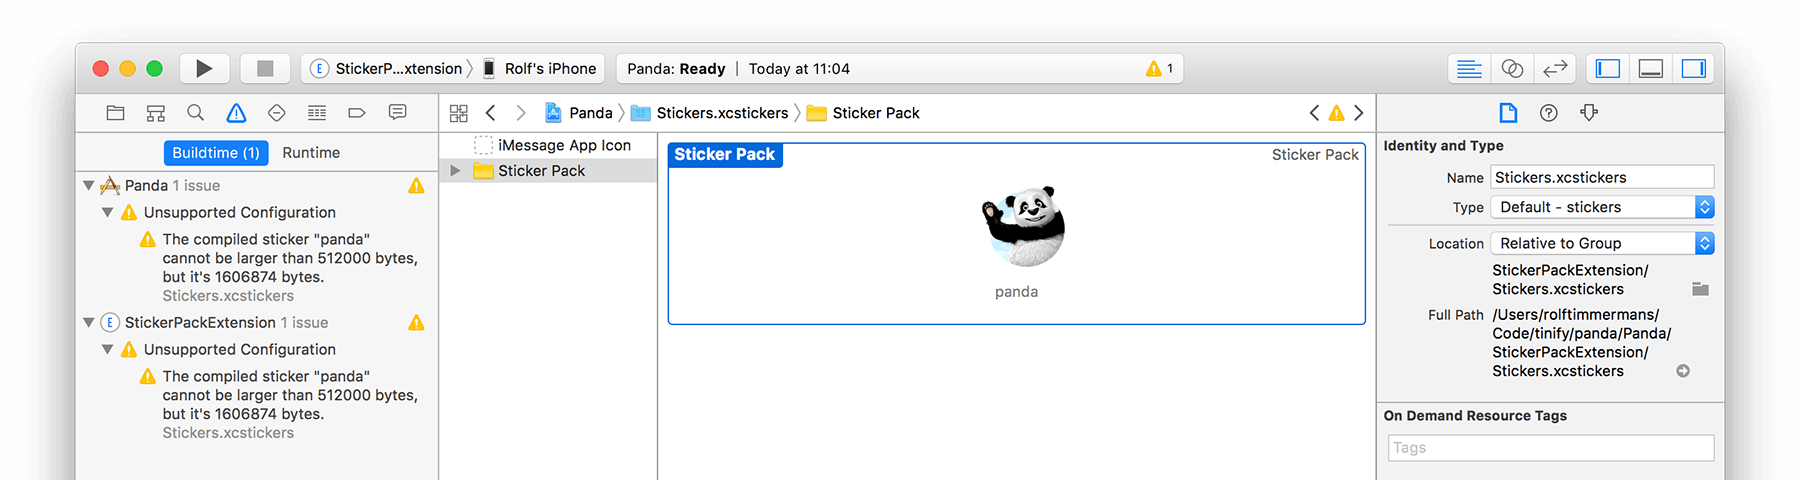 E StickerP...xtension Rolf's iPhone
Panda: Ready | Today at 11:04
1
Panda Stickers.xcstickers Sticker Pack
Buildtime (1) Runtime
Panda 1 issue
Unsupported Configuration
The compiled sticker "panda"
cannot be larger than 512000 bytes,
but it's 1606874 bytes.
Stickers.xcstickers
E StickerPackExtension 1 issue
Unsupported Configuration
The compiled sticker "panda"
cannot be larger than 512000 bytes,
but it's 1606874 bytes.
Stickers.xcstickers
iMessage App Icon
Sticker Pack
Sticker Pack
Sticker Pack
panda
Identity and Type
Name Stickers.xcstickers
Type Default - stickers
Location Relative to Group
StickerPackExtension/
Stickers.xcstickers
Full Path /Users/rolftimmermans/
Code/tinify/panda/Panda/
StickerPackExtension/
Stickers.xcstickers
On Demand Resource Tags
Tags